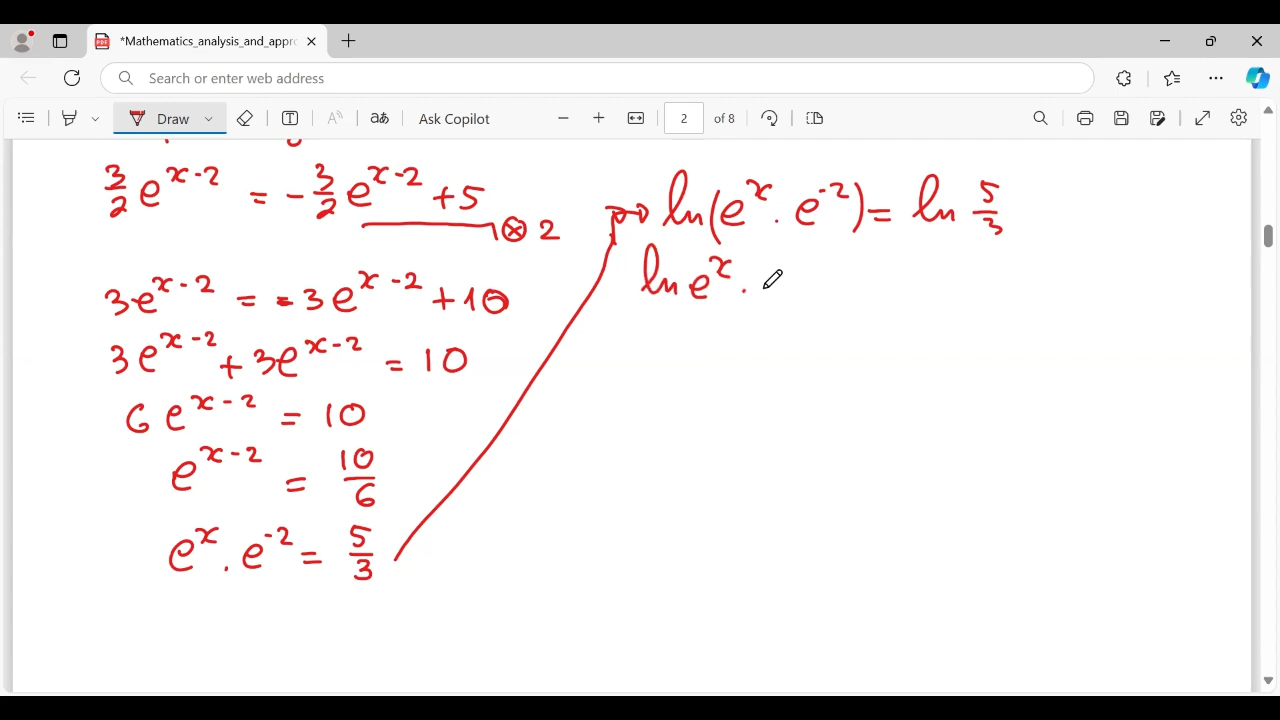 *Mathematics_analysis_and_appro
Search or enter web address
Draw
Ask Copilot
2 of 8
3/2 e^(x-2) = -3/2 e^(x-2) + 5
⊗ 2
3e^(x-2) = -3e^(x-2) + 10
3e^(x-2) + 3e^(x-2) = 10
6e^(x-2) = 10
e^(x-2) = 10/6
e^x . e^-2 = 5/3
ln(e^x . e^-2) = ln 5/3
ln e^x .